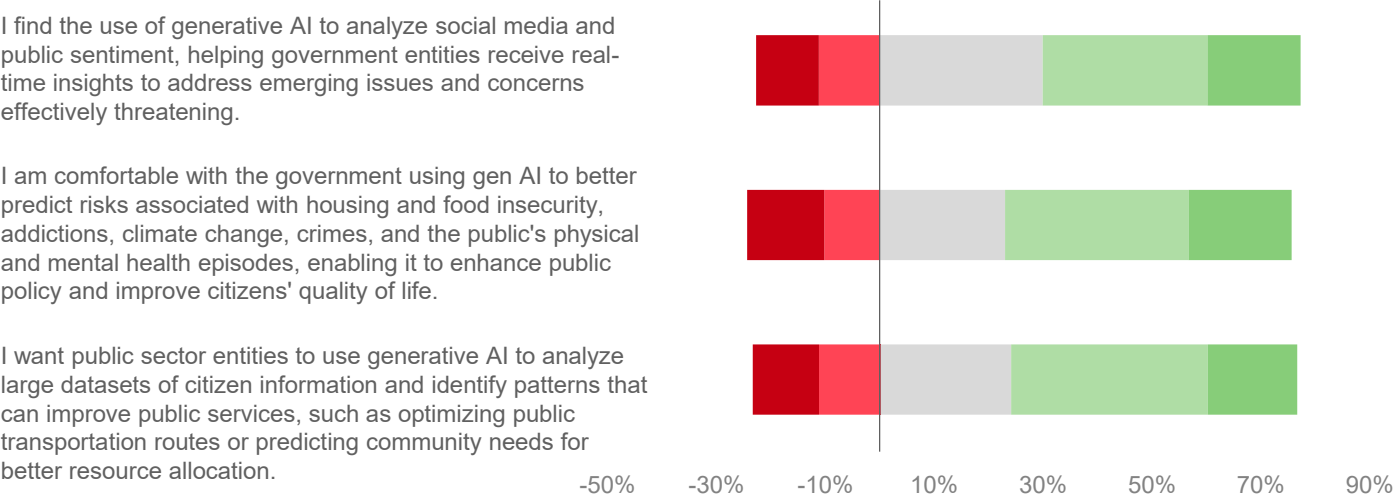 I find the use of generative AI to analyze social media and
public sentiment, helping government entities receive real-
time insights to address emerging issues and concerns
effectively threatening.
I am comfortable with the government using gen AI to better
predict risks associated with housing and food insecurity,
addictions, climate change, crimes, and the public's physical
and mental health episodes, enabling it to enhance public
policy and improve citizens' quality of life.
I want public sector entities to use generative AI to analyze
large datasets of citizen information and identify patterns that
can improve public services, such as optimizing public
transportation routes or predicting community needs for
better resource allocation.
-50% -30% -10% 10% 30% 50% 70% 90%